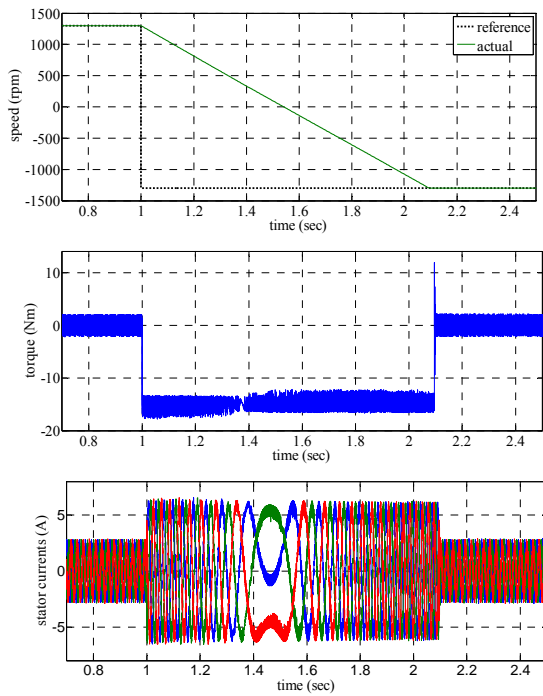 1500
1000
500
0
-500
-1000
-1500
speed (rpm)
reference
actual
0.8 1 1.2 1.4 1.6 1.8 2 2.2 2.4
time (sec)
10
0
-10
-20
torque (Nm)
0.8 1 1.2 1.4 1.6 1.8 2 2.2 2.4
time (sec)
5
0
-5
stator currents (A)
0.8 1 1.2 1.4 1.6 1.8 2 2.2 2.4
time (sec)